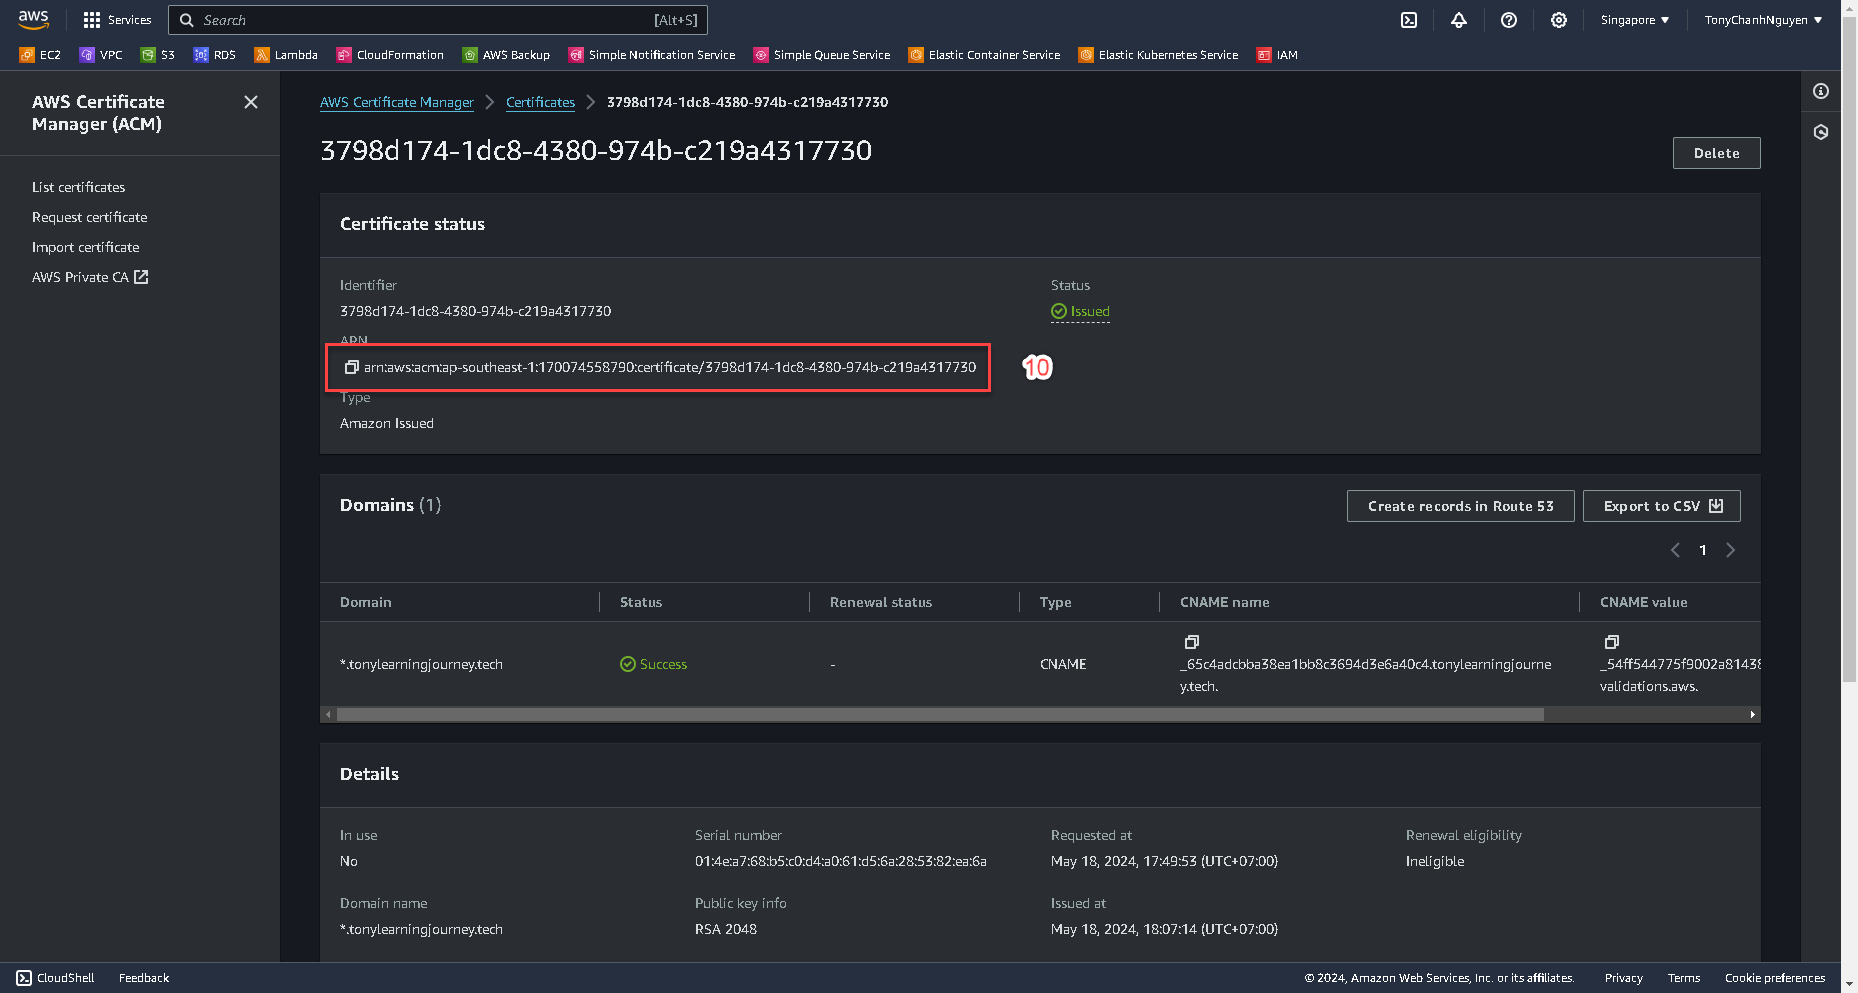 aws
Services
Search
[Alt+S]
Singapore
TonyChanhNguyen
EC2
VPC
S3
RDS
Lambda
CloudFormation
AWS Backup
Simple Notification Service
Simple Queue Service
Elastic Container Service
Elastic Kubernetes Service
IAM
AWS Certificate
Manager (ACM)
List certificates
Request certificate
Import certificate
AWS Private CA
AWS Certificate Manager
Certificates
3798d174-1dc8-4380-974b-c219a4317730
3798d174-1dc8-4380-974b-c219a4317730
Delete
Certificate status
Identifier
3798d174-1dc8-4380-974b-c219a4317730
Status
Issued
ARN
arn:aws:acm:ap-southeast-1:170074558790:certificate/3798d174-1dc8-4380-974b-c219a4317730
10
Type
Amazon Issued
Domains (1)
Create records in Route 53
Export to CSV
1
Domain
Status
Renewal status
Type
CNAME name
CNAME value
*.tonylearningjourney.tech
Success
-
CNAME
_65c4adcbba38ea1bb8c3694d3e6a40c4.tonylearningjourne
y.tech.
_54ff544775f9002a81438
validations.aws.
Details
In use
No
Serial number
01:4e:a7:68:b5:c0:d4:a0:61:d5:6a:28:53:82:ea:6a
Requested at
May 18, 2024, 17:49:53 (UTC+07:00)
Renewal eligibility
Ineligible
Domain name
*.tonylearningjourney.tech
Public key info
RSA 2048
Issued at
May 18, 2024, 18:07:14 (UTC+07:00)
CloudShell
Feedback
© 2024, Amazon Web Services, Inc. or its affiliates.
Privacy
Terms
Cookie preferences